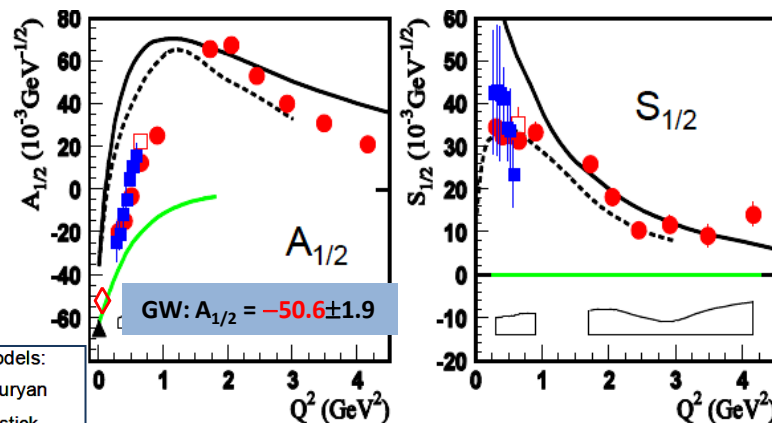 80
60
40
20
0
-20
-40
-60
A1/2 (10-3GeV-1/2)
A1/2
GW: A1/2 = −50.6±1.9
0
1
2
3
4
Q2 (GeV2)
60
50
40
30
20
10
0
-10
-20
S1/2 (10-3GeV-1/2)
S1/2
0
1
2
3
4
Q2 (GeV2)
odels:
uryan
stick